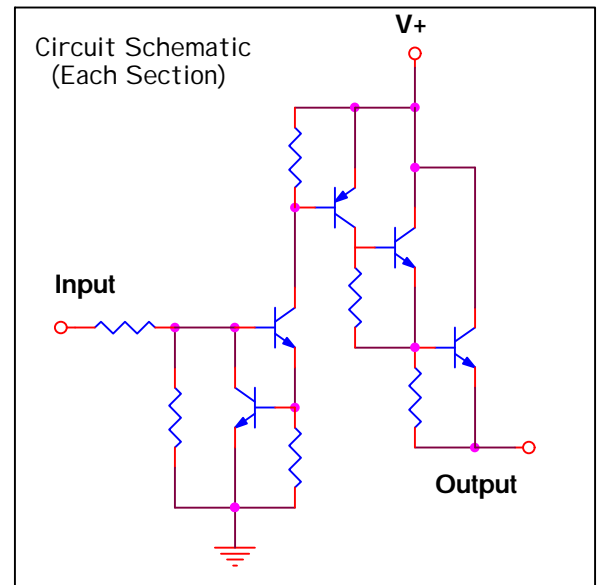 Circuit Schematic
(Each Section)
V+
Input
Output